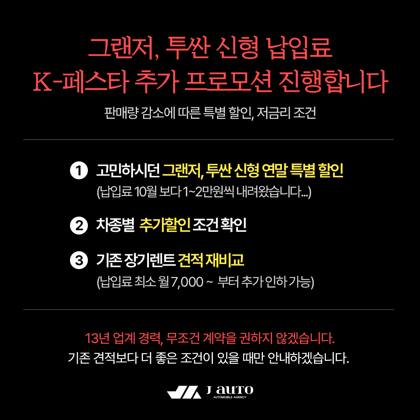 그랜저, 투싼 신형 납입료
K-페스타 추가 프로모션 진행합니다
판매량 감소에 따른 특별 할인, 저금리 조건
1 고민하시던 그랜저, 투싼 신형 연말 특별 할인
(납입료 10월 보다 1~2만원씩 내려왔습니다...)
2 차종별 추가할인 조건 확인
3 기존 장기렌트 견적 재비교
(납입료 최소 월 7,000 ~ 부터 추가 인하 가능)
13년 업계 경력, 무조건 계약을 권하지 않겠습니다.
기존 견적보다 더 좋은 조건이 있을 때만 안내하겠습니다.
J AUTO
AUTOMOBILE AGENCY